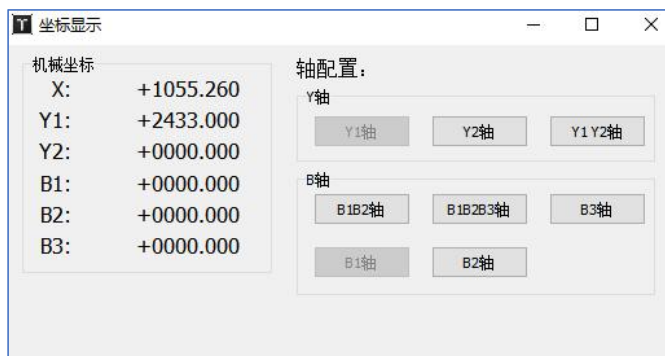 坐标显示
机械坐标
X: +1055.260
Y1: +2433.000
Y2: +0000.000
B1: +0000.000
B2: +0000.000
B3: +0000.000
轴配置：
Y轴
Y1轴 Y2轴 Y1Y2轴
B轴
B1B2轴 B1B2B3轴 B3轴
B1轴 B2轴